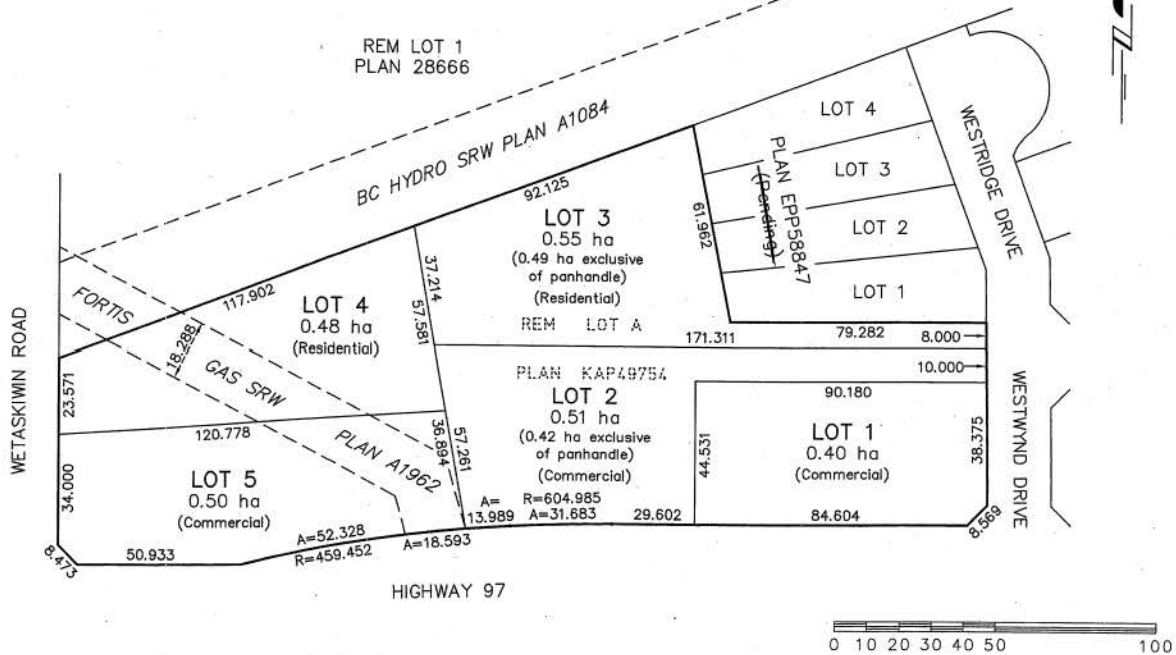 REM LOT 1
PLAN 28666
BC HYDRO SRW PLAN A1084
92.125
117.902
LOT 4
LOT 3
LOT 2
LOT 1
PLAN EPP58847
(Pending)
WESTRIDGE DRIVE
LOT 3
0.55 ha
(0.49 ha exclusive
of panhandle)
(Residential)
61.962
37.214
57.581
FORTIS
GAS SRW
PLAN A1962
18.288
LOT 4
0.48 ha
(Residential)
REM LOT A
171.311
79.282
8.000
PLAN KAP49754
10.000
WETASKIWIN ROAD
23.571
120.778
36.894
57.261
LOT 2
0.51 ha
(0.42 ha exclusive
of panhandle)
(Commercial)
90.180
44.531
LOT 1
0.40 ha
(Commercial)
38.375
WESTWYND DRIVE
34.000
LOT 5
0.50 ha
(Commercial)
A=
13.989
R=604.985
A=31.683
29.602
84.604
8.569
8.473
50.933
A=52.328
R=459.452
A=18.593
HIGHWAY 97
0 10 20 30 40 50 100